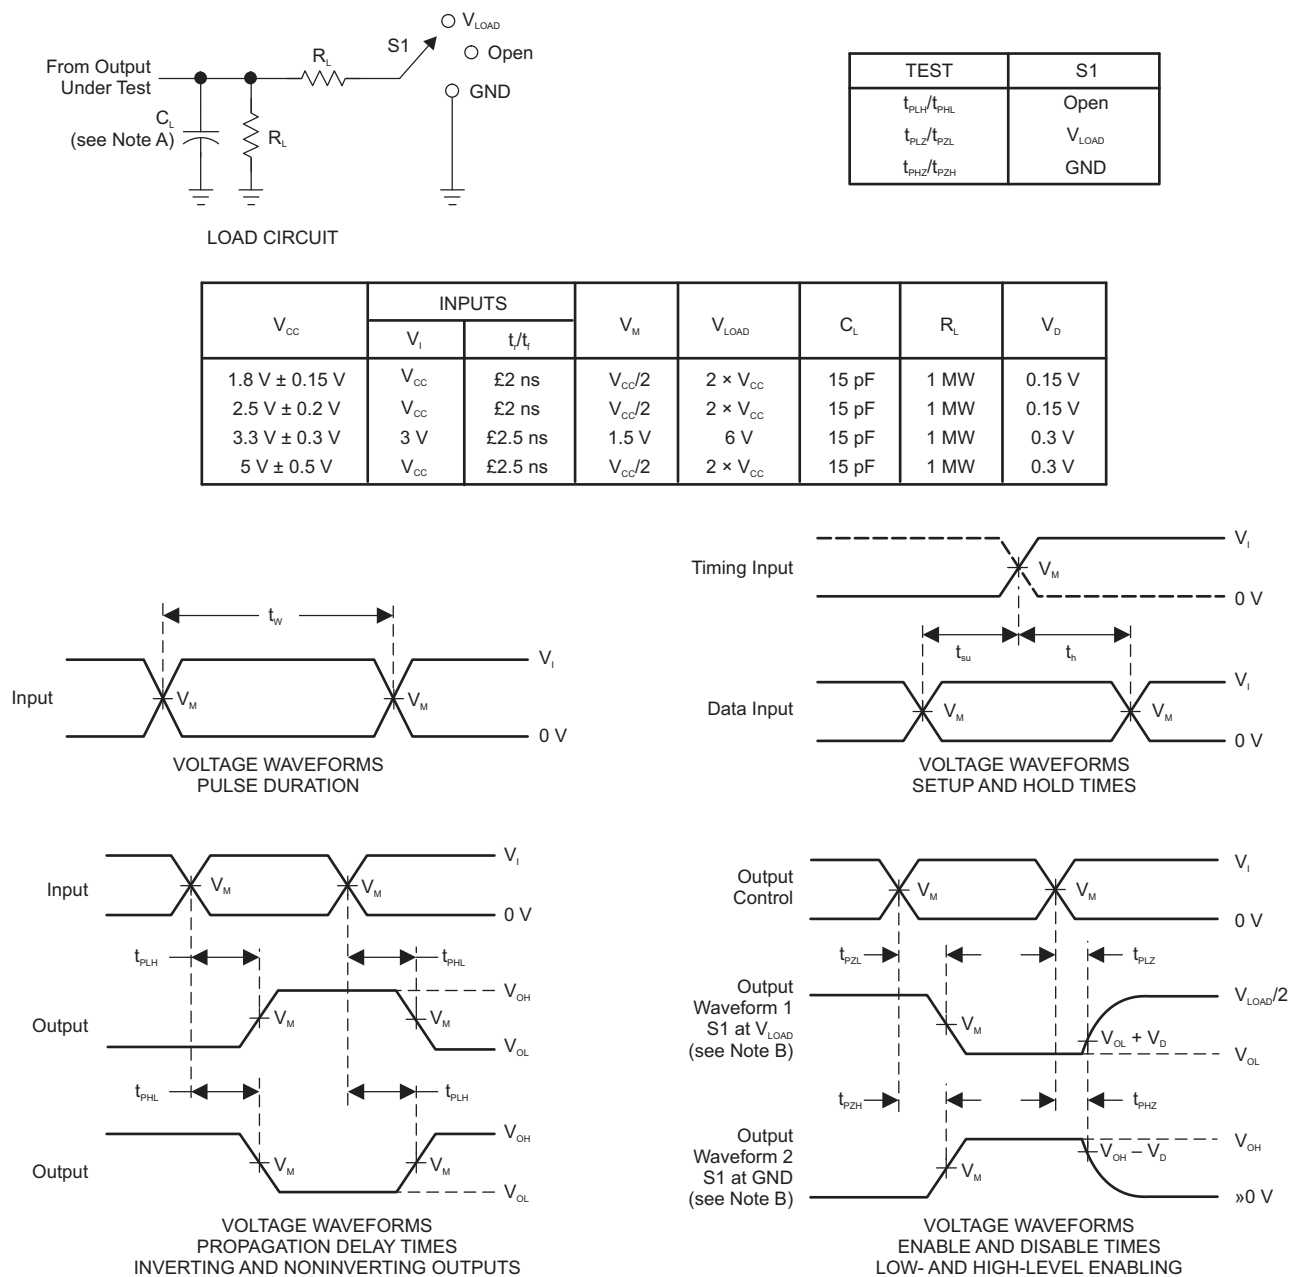 From Output
Under Test
R_L
S1
V_LOAD
Open
GND
C_L
(see Note A)
R_L
LOAD CIRCUIT
TEST S1
t_PLH/t_PHL Open
t_PLZ/t_PZL V_LOAD
t_PHZ/t_PZH GND
V_CC INPUTS V_M V_LOAD C_L R_L V_D
V_I t_r/t_f
1.8 V ± 0.15 V V_CC £2 ns V_CC/2 2 × V_CC 15 pF 1 MW 0.15 V
2.5 V ± 0.2 V V_CC £2 ns V_CC/2 2 × V_CC 15 pF 1 MW 0.15 V
3.3 V ± 0.3 V 3 V £2.5 ns 1.5 V 6 V 15 pF 1 MW 0.3 V
5 V ± 0.5 V V_CC £2.5 ns V_CC/2 2 × V_CC 15 pF 1 MW 0.3 V
t_W
V_I
Input
V_M
V_M
0 V
VOLTAGE WAVEFORMS
PULSE DURATION
V_I
Timing Input
V_M
0 V
t_su
t_h
V_I
Data Input
V_M
V_M
0 V
VOLTAGE WAVEFORMS
SETUP AND HOLD TIMES
V_I
Input
V_M
V_M
0 V
t_PLH
t_PHL
V_OH
Output
V_M
V_M
V_OL
t_PHL
t_PLH
V_OH
Output
V_M
V_M
V_OL
VOLTAGE WAVEFORMS
PROPAGATION DELAY TIMES
INVERTING AND NONINVERTING OUTPUTS
V_I
Output
Control
V_M
V_M
0 V
t_PZL
t_PLZ
Output
Waveform 1
S1 at V_LOAD
(see Note B)
V_LOAD/2
V_M
V_OL + V_D
V_OL
t_PZH
t_PHZ
Output
Waveform 2
S1 at GND
(see Note B)
V_OH
V_OH – V_D
V_M
»0 V
VOLTAGE WAVEFORMS
ENABLE AND DISABLE TIMES
LOW- AND HIGH-LEVEL ENABLING